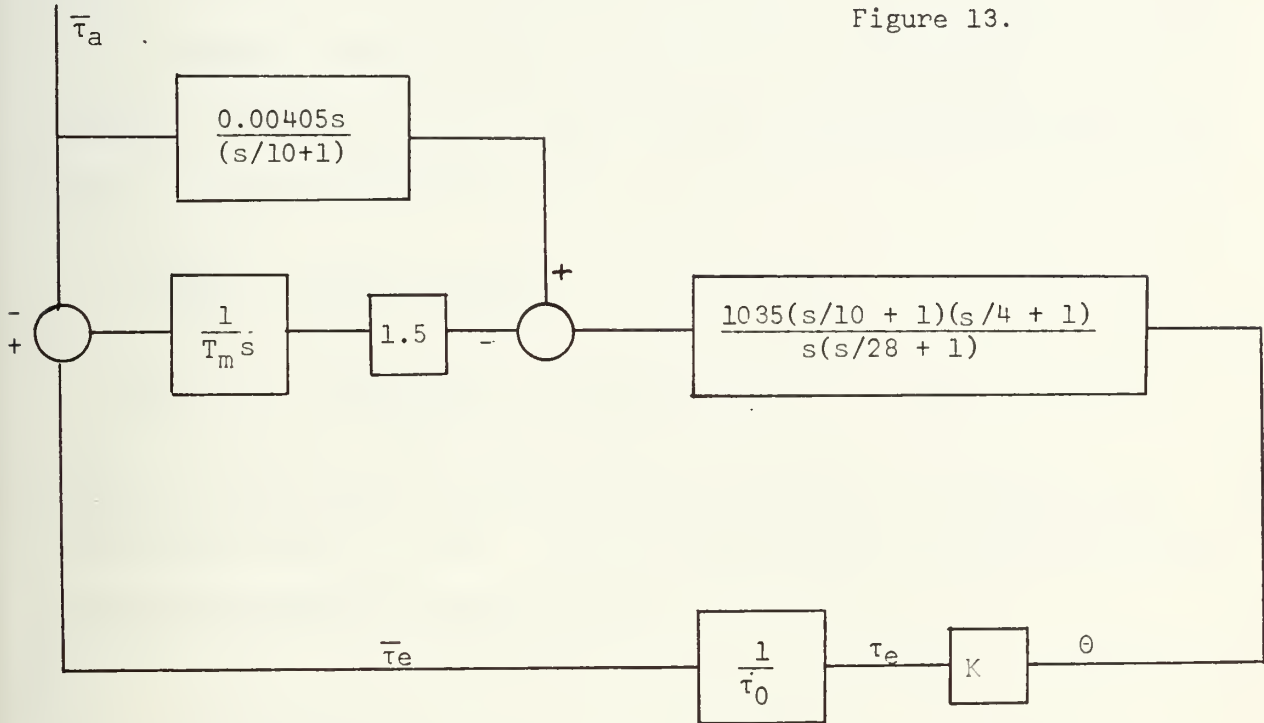 Figure 13.
τ̅a
0.00405s
(s/10+1)
+
-
+
1
Tm s
1.5
-
1035(s/10 + 1)(s/4 + 1)
s(s/28 + 1)
τ̅e
1
τ0
τe
K
Θ